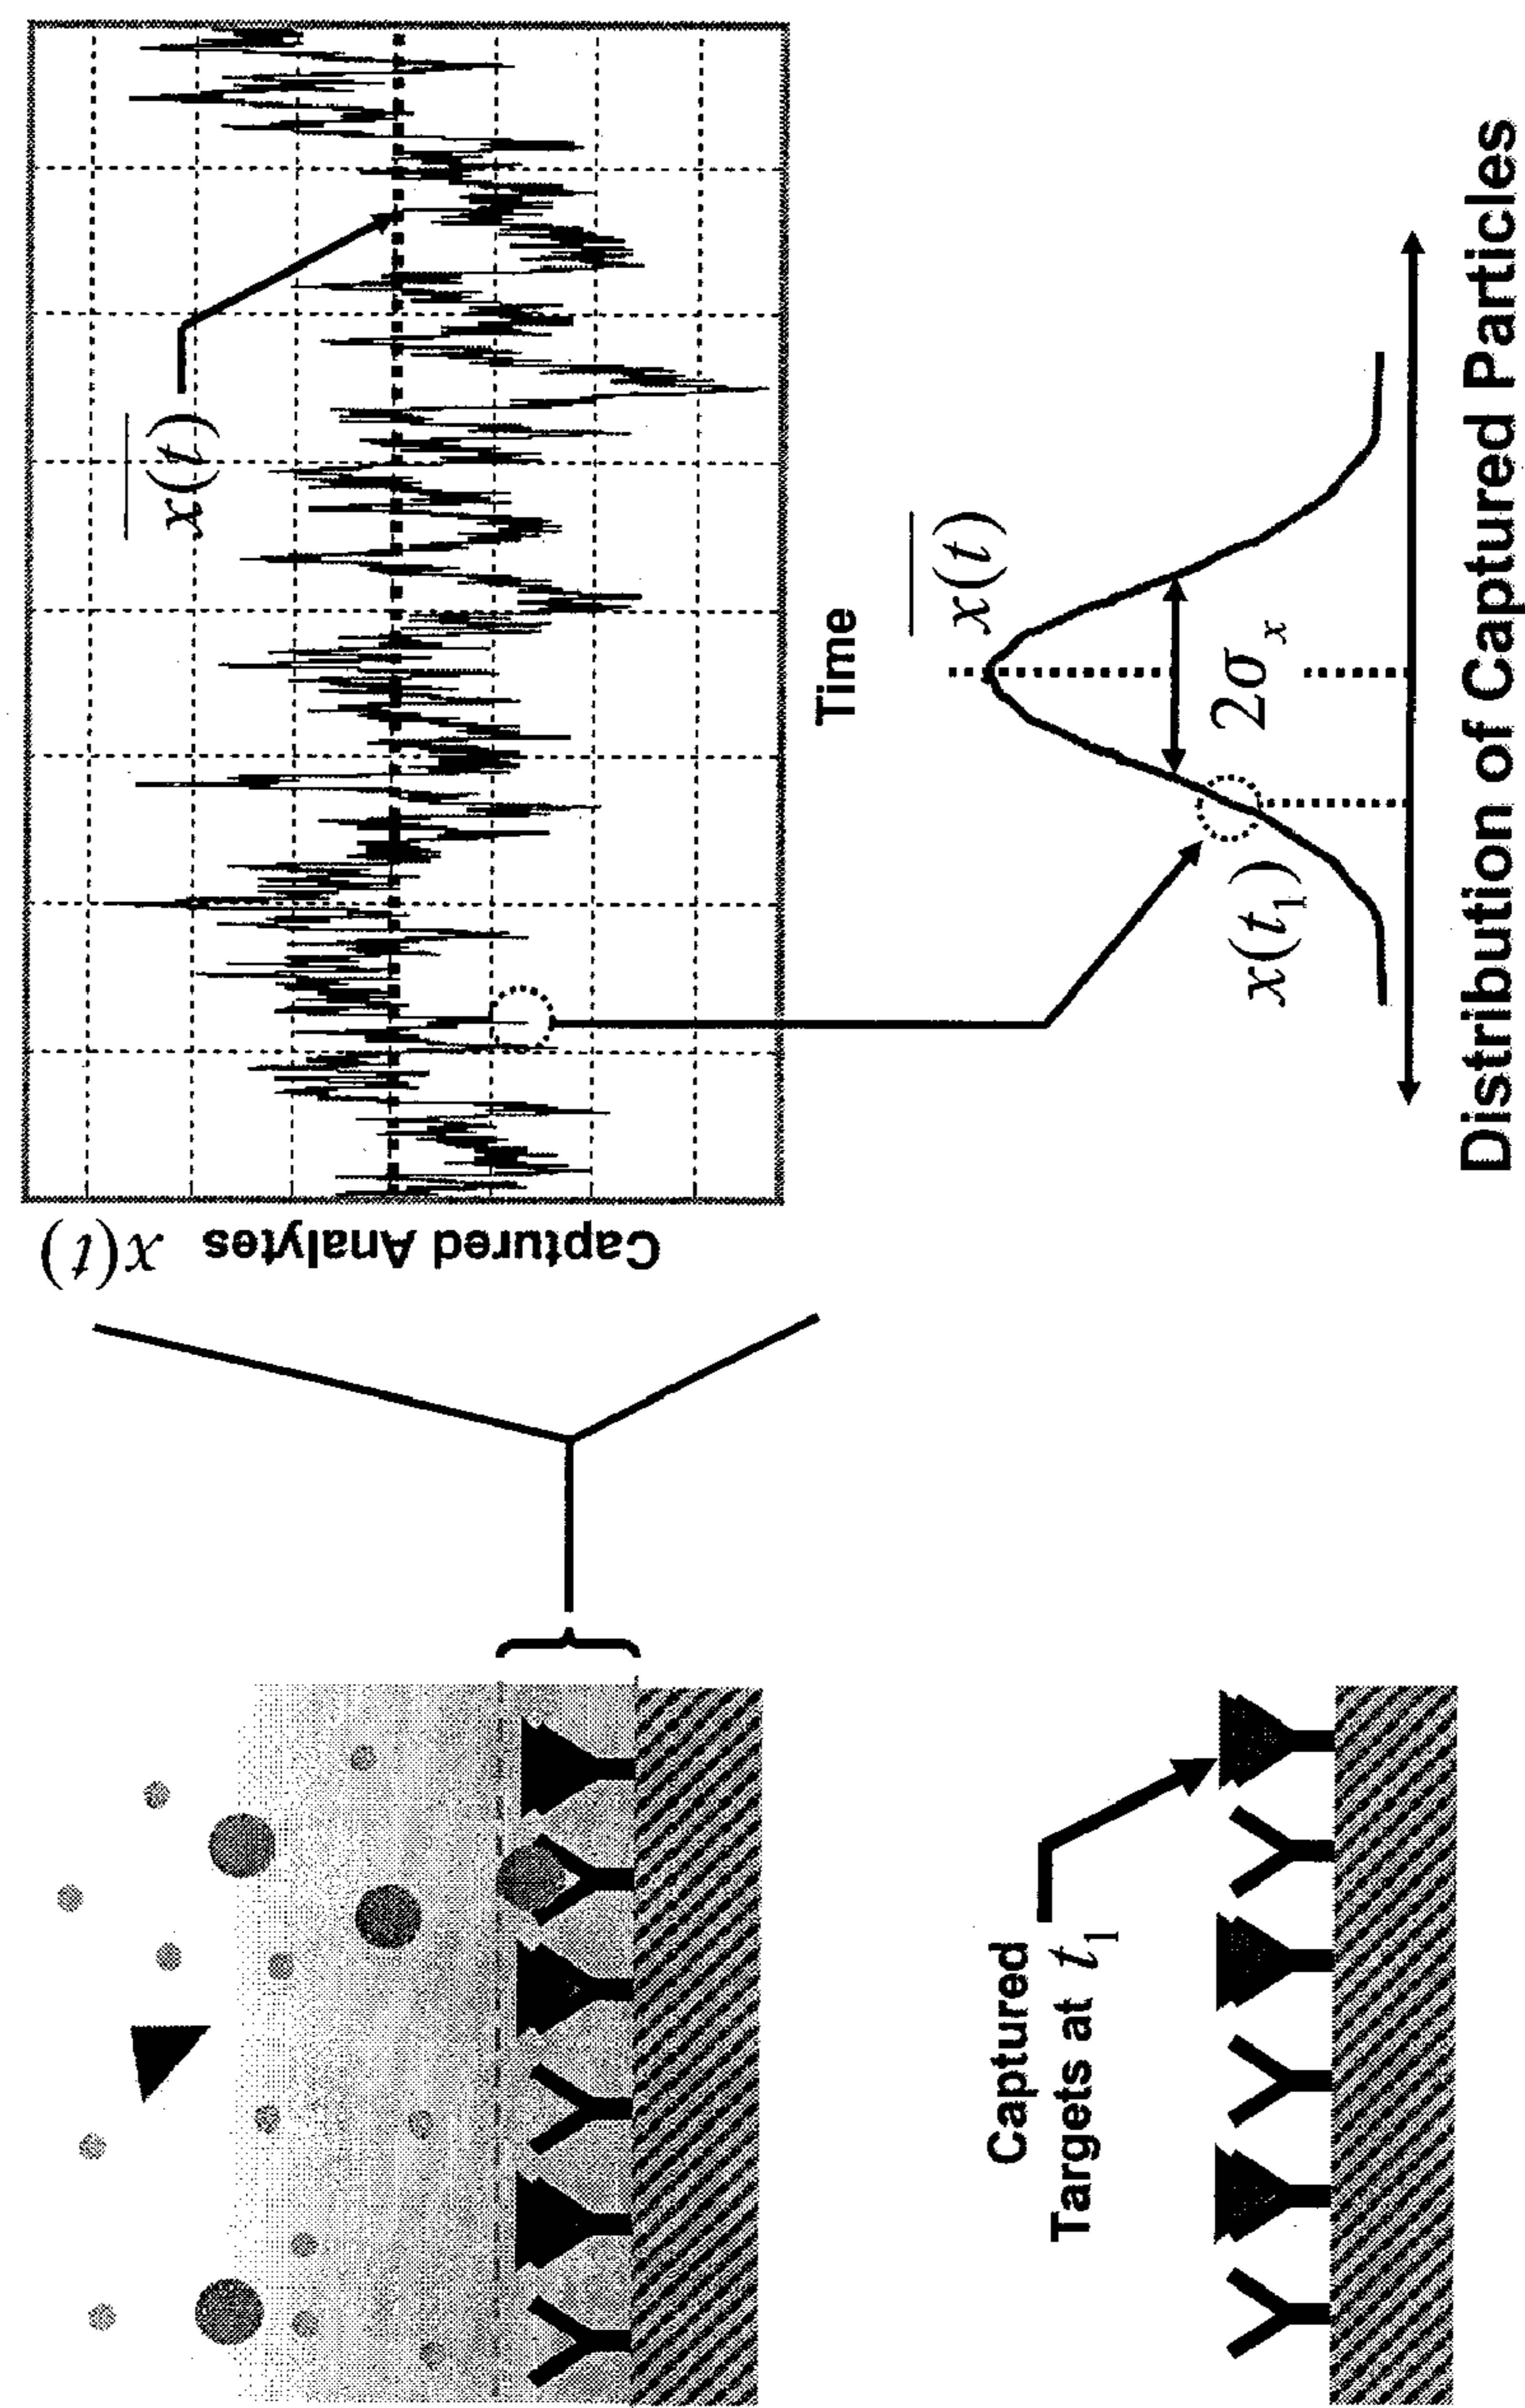 x(t)
Captured Analytes
x(t)
Time
x(t)
2σx
x(t1)
Distribution of Captured Particles
Captured
Targets at t1